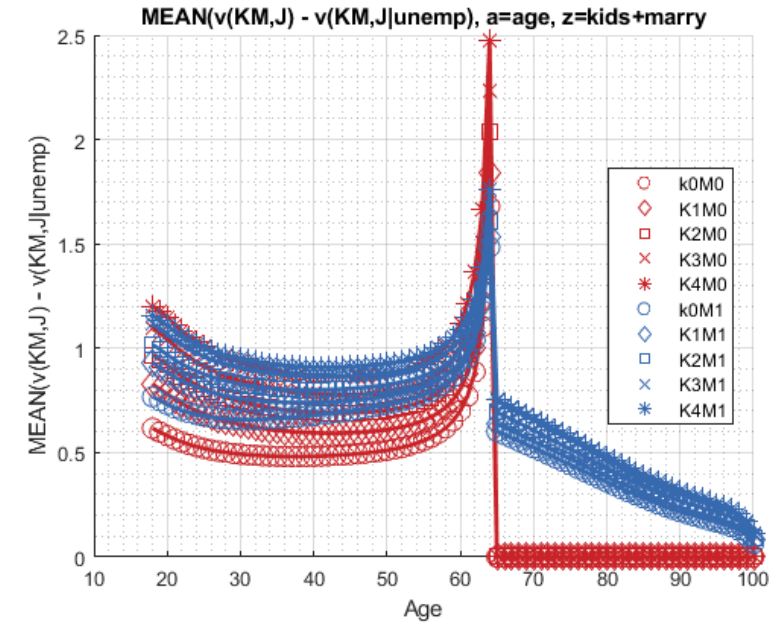 MEAN(v(KM,J) - v(KM,J|unemp), a=age, z=kids+marry
MEAN(v(KM,J) - v(KM,J|unemp)
2.5
2
1.5
1
0.5
0
10
20
30
40
50
60
70
80
90
100
Age
k0M0
K1M0
K2M0
K3M0
K4M0
k0M1
K1M1
K2M1
K3M1
K4M1